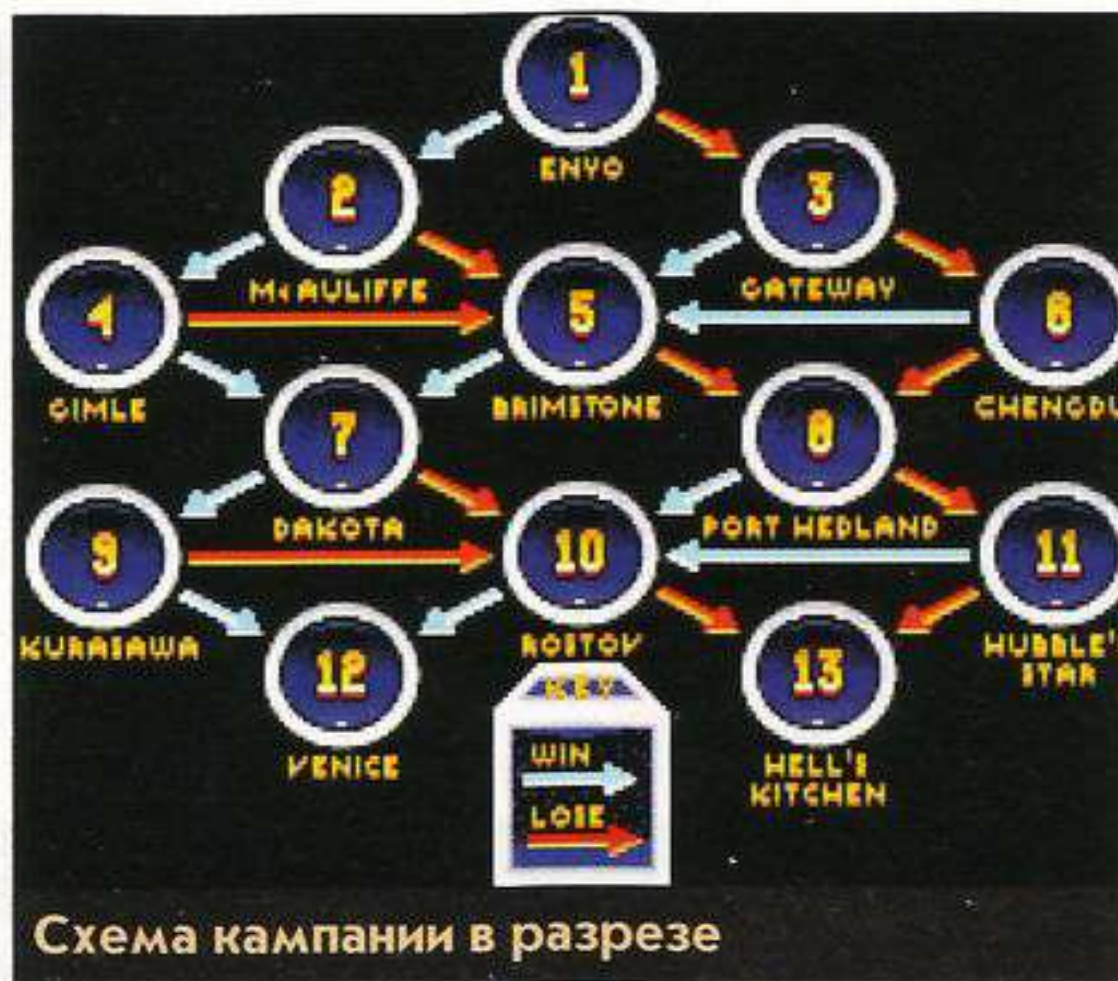 1
ENYO
2
3
McAULIFFE
GATEWAY
4
5
6
GIMLE
BRIMSTONE
CHENGDU
7
8
DAKOTA
PORT HEDLAND
9
10
11
KURASAWA
ROSTOV
HUBBLE'
STAR
12
13
VENICE
HELL'S
KITCHEN
KEY
WIN
LOSE
Схема кампании в разрезе